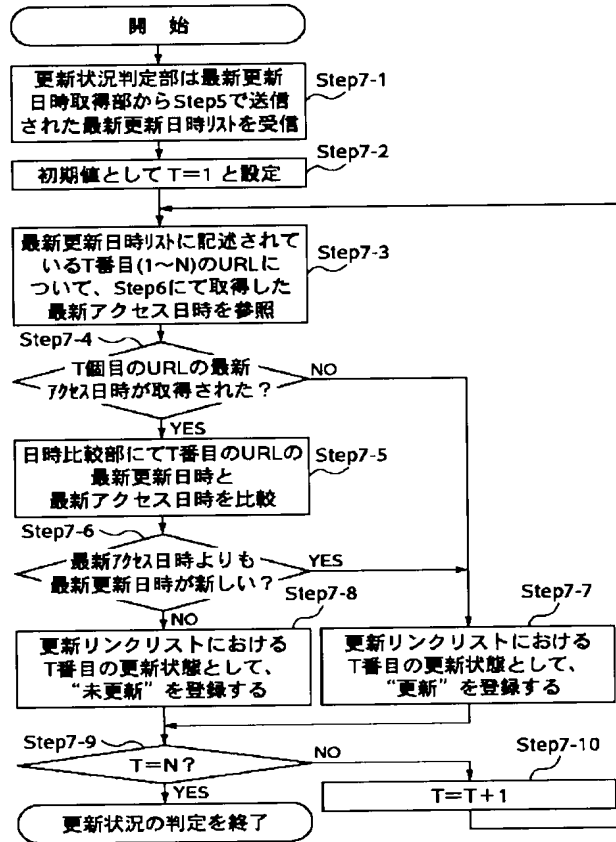 開 始
更新状況判定部は最新更新
日時取得部からStep5で送信
された最新更新日時リストを受信
Step7-1
初期値として T＝1 と設定
Step7-2
最新更新日時リストに記述されて
いるT番目(1～N)のURLに
ついて、Step6にて取得した
最新アクセス日時を参照
Step7-3
Step7-4
T個目のURLの最新
アクセス日時が取得された？
NO
YES
日時比較部にてT番目のURLの
最新更新日時と
最新アクセス日時を比較
Step7-5
Step7-6
最新アクセス日時よりも
最新更新日時が新しい？
YES
NO
Step7-8
更新リンクリストにおける
T番目の更新状態として、
“未更新”を登録する
Step7-7
更新リンクリストにおける
T番目の更新状態として、
“更新”を登録する
Step7-9
T＝N？
NO
YES
Step7-10
T＝T＋1
更新状況の判定を終了